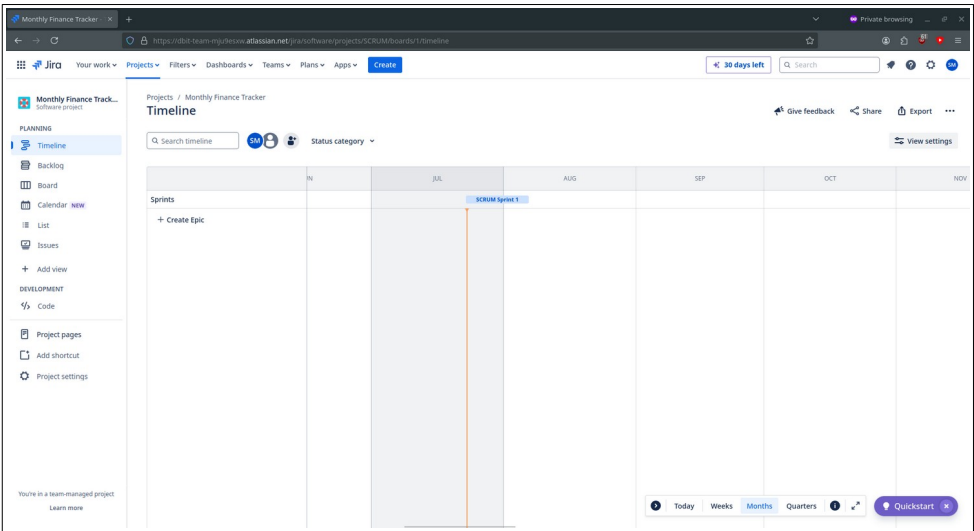 Monthly Finance Tracker
Private browsing
https://dbit-team-mju9esxw.atlassian.net/jira/software/projects/SCRUM/boards/1/timeline
Jira Your work Projects Filters Dashboards Teams Plans Apps Create 30 days left Search SM
Monthly Finance Track...
Software project
PLANNING
Timeline
Backlog
Board
Calendar NEW
List
Issues
Add view
DEVELOPMENT
Code
Project pages
Add shortcut
Project settings
You're in a team-managed project
Learn more
Projects / Monthly Finance Tracker
Timeline
Give feedback Share Export
Search timeline SM Status category View settings
JUL AUG SEP OCT NOV
Sprints SCRUM Sprint 1
+ Create Epic
Today Weeks Months Quarters Quickstart